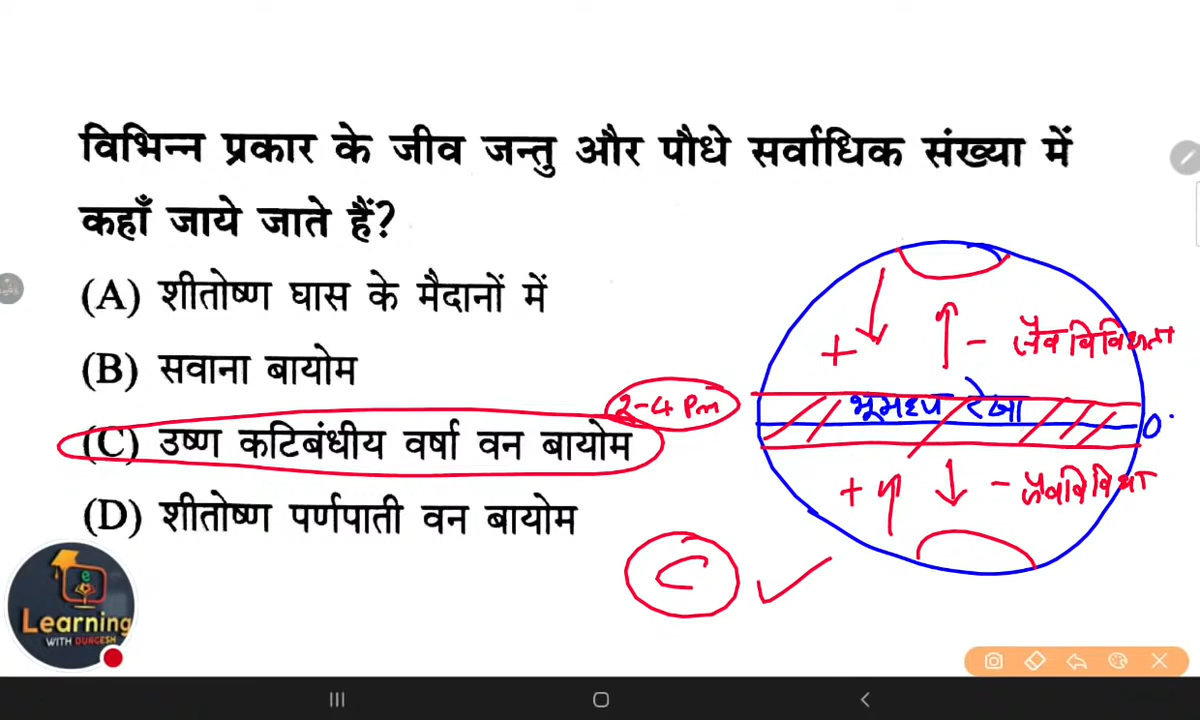 विभिन्न प्रकार के जीव जन्तु और पौधे सर्वाधिक संख्या में
कहाँ जाये जाते हैं?
(A) शीतोष्ण घास के मैदानों में
(B) सवाना बायोम
(C) उष्ण कटिबंधीय वर्षा वन बायोम
(D) शीतोष्ण पर्णपाती वन बायोम
+ - जैव विविधता
2-4 Pm
भूमध्य रेखा
0°
+ - जैवविविधता
C
e
Learning
WITH DURGESH